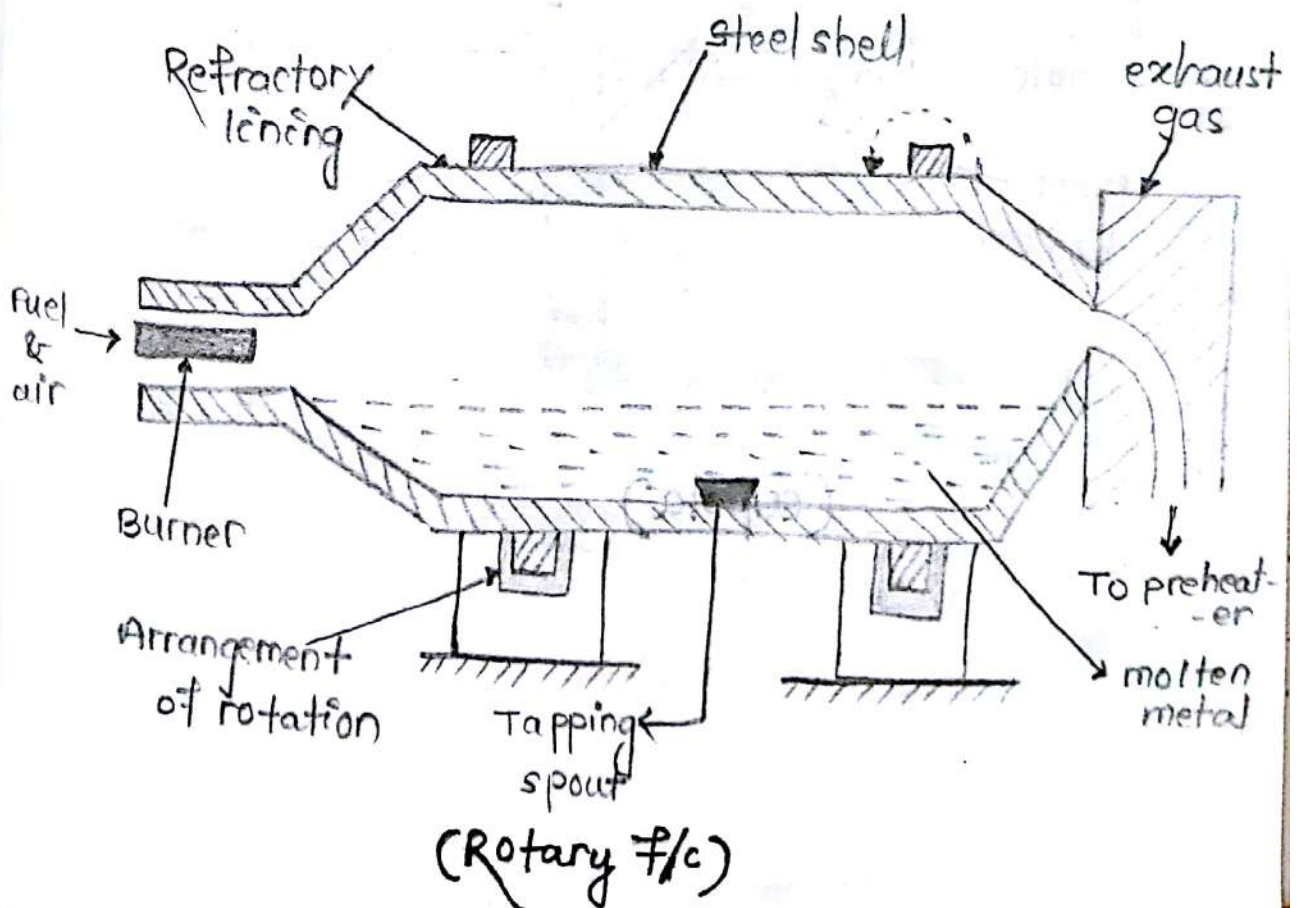 steel shell
Refractory
lining
exhaust
gas
Fuel
&
air
Burner
To preheat-
-er
Arrangement
of rotation
molten
metal
Tapping
spout
(Rotary F/c)